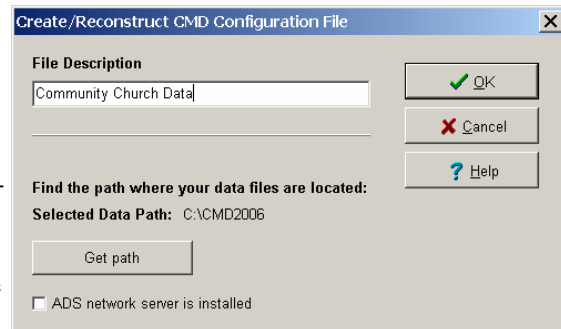 Create/Reconstruct CMD Configuration File
File Description
Community Church Data
OK
Cancel
? Help
Find the path where your data files are located:
Selected Data Path: C:\CMD2006
Get path
ADS network server is installed